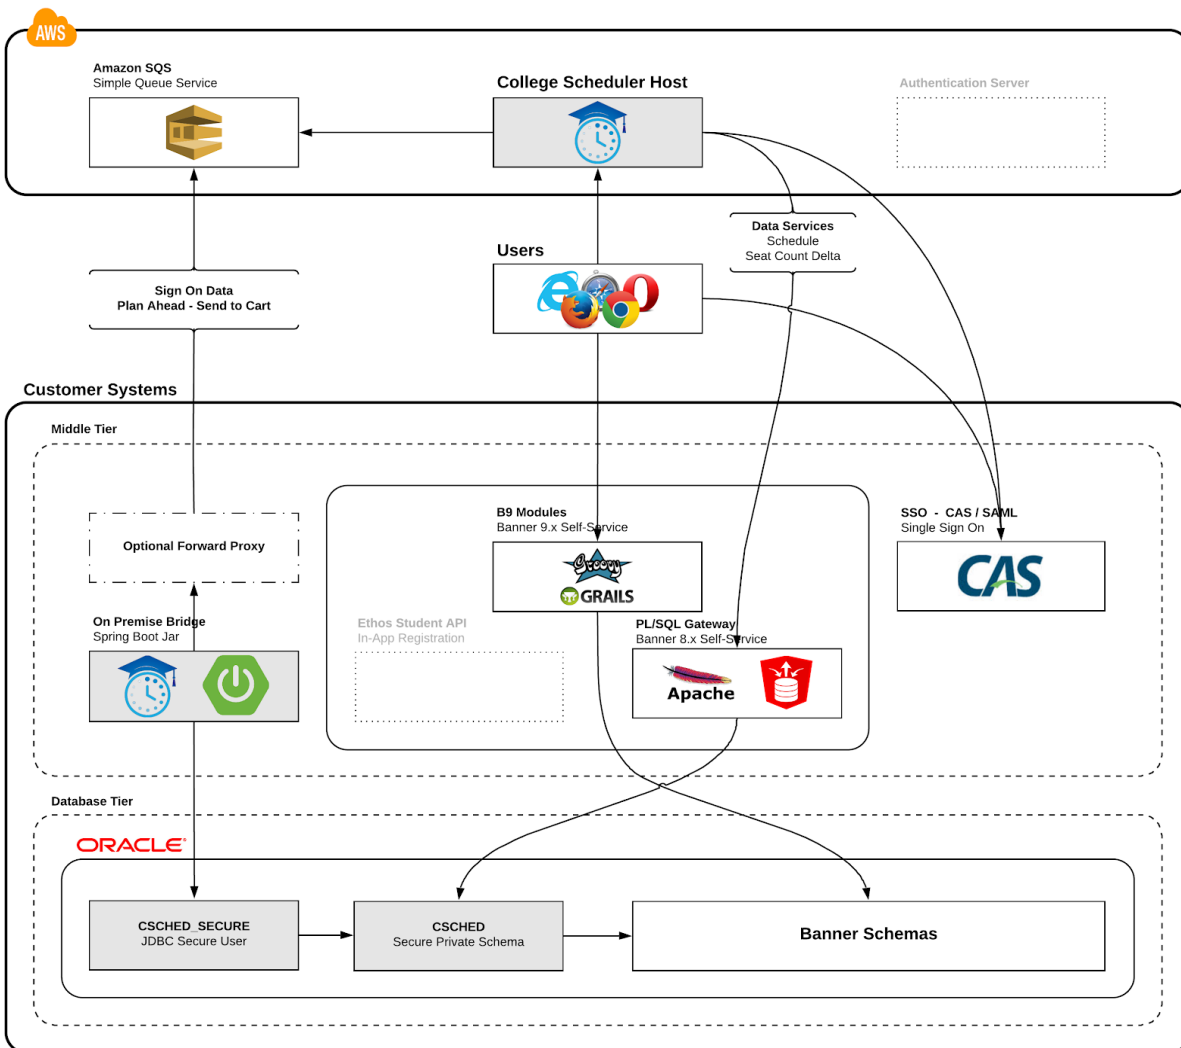 AWS
Amazon SQS
Simple Queue Service
College Scheduler Host
Authentication Server
Users
Data Services
Schedule
Seat Count Delta
Sign On Data
Plan Ahead - Send to Cart
Customer Systems
Middle Tier
B9 Modules
Banner 9.x Self-Service
Groovy
GRAILS
SSO - CAS / SAML
Single Sign On
CAS
Optional Forward Proxy
On Premise Bridge
Spring Boot Jar
Ethos Student API
In-App Registration
PL/SQL Gateway
Banner 8.x Self-Service
Apache
Database Tier
ORACLE®
CSCHED_SECURE
JDBC Secure User
CSCHED
Secure Private Schema
Banner Schemas